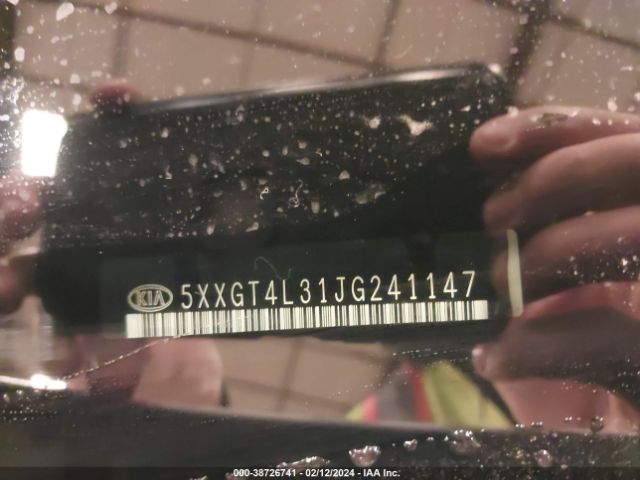 KIA 5XXGT4L31JG241147
000-38726741 - 02/12/2024 - IAA Inc.